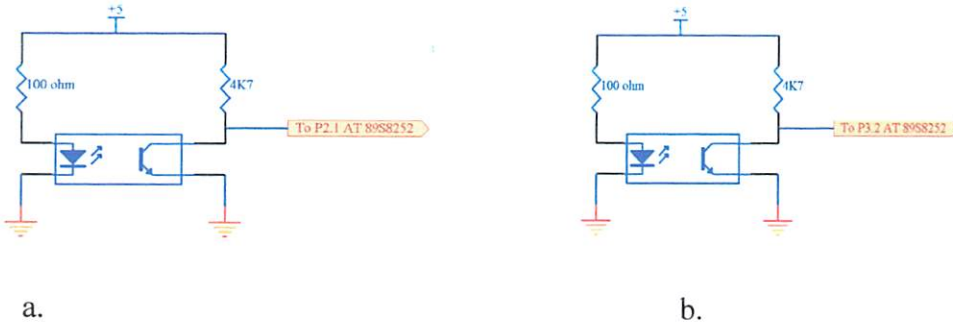 +5
100 ohm
4K7
To P2.1 AT 89S8252
a.
+5
100 ohm
4K7
To P3.2 AT 89S8252
b.